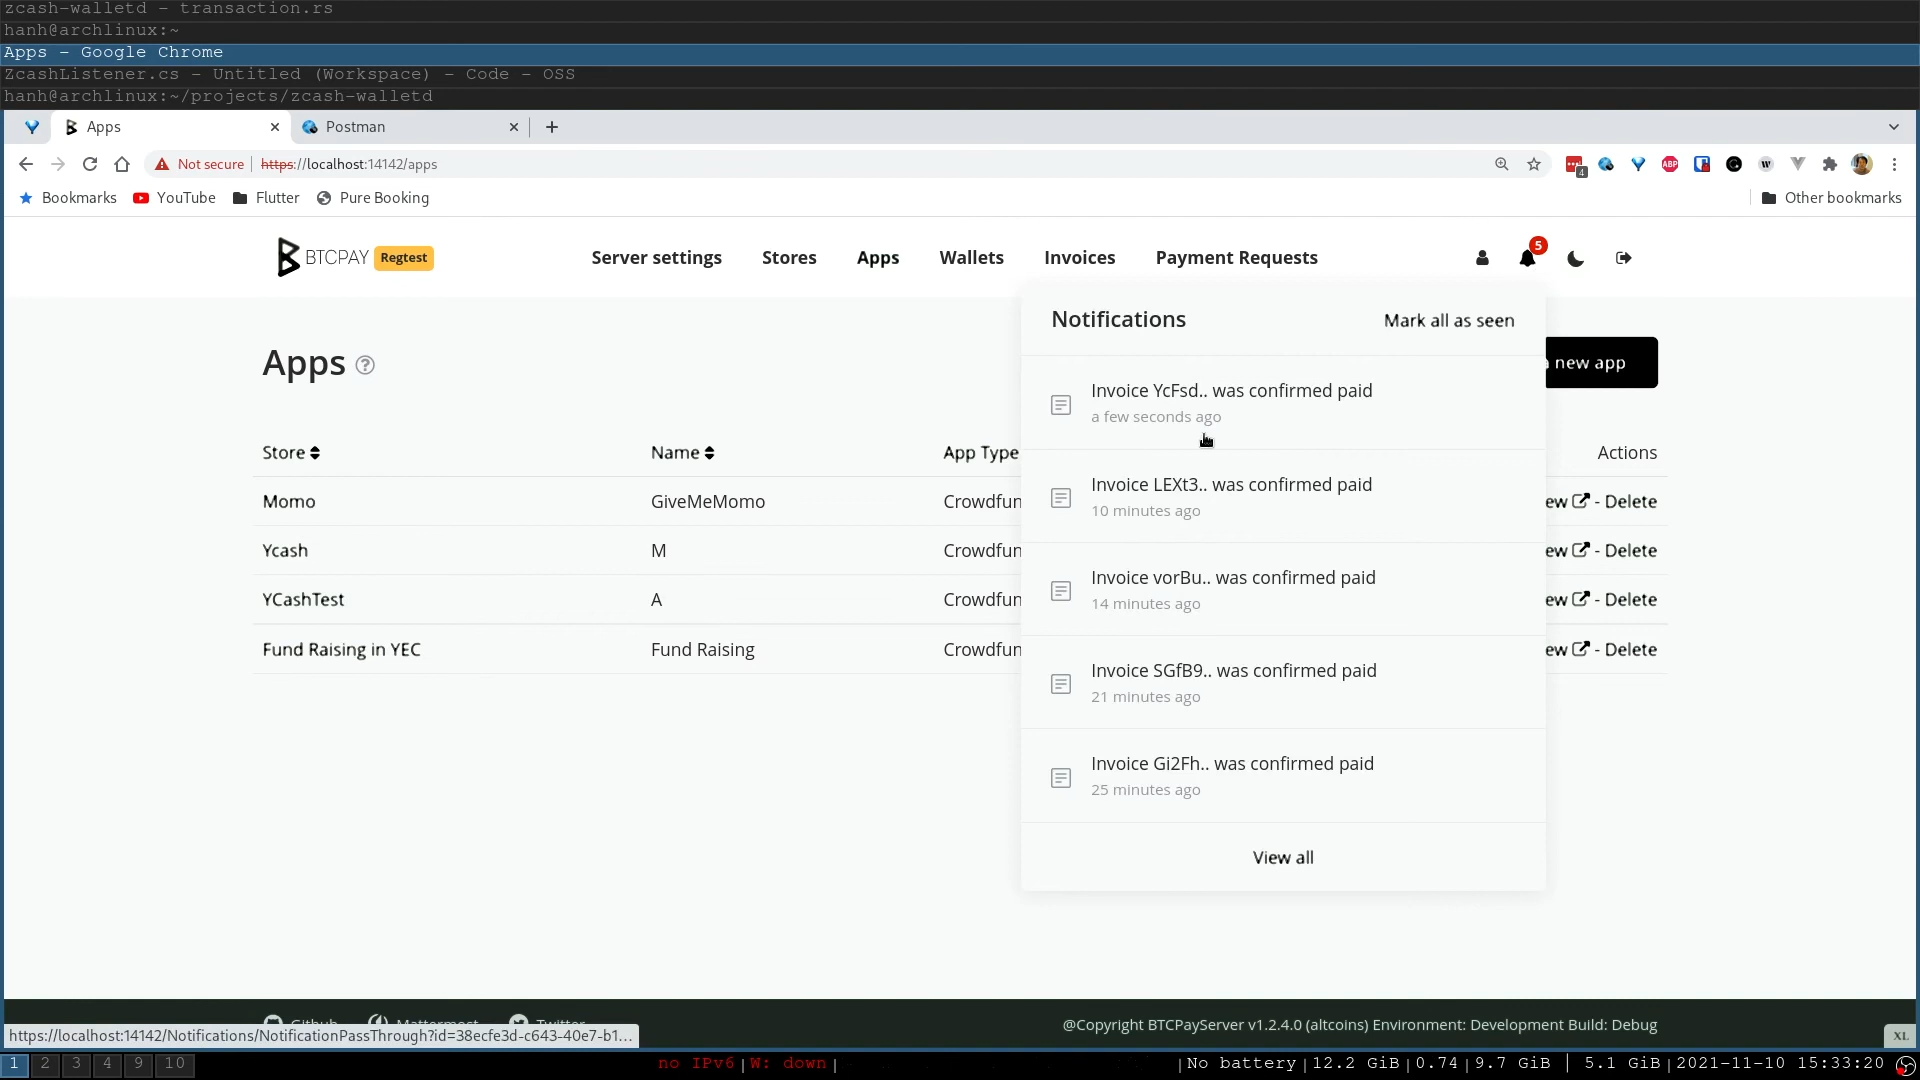 zcash-walletd - transaction.rs
hanh@archlinux:~
Apps - Google Chrome
ZcashListener.cs - Untitled (Workspace) - Code - OSS
hanh@archlinux:~/projects/zcash-walletd
Apps
Postman
Not secure https://localhost:14142/apps
4
ABP
Bookmarks YouTube Flutter Pure Booking Other bookmarks
BTCPAY Regtest Server settings Stores Apps Wallets Invoices Payment Requests 5
Notifications Mark all as seen
Apps new app
Invoice YcFsd.. was confirmed paid
a few seconds ago
Store Name App Type Actions
Invoice LEXt3.. was confirmed paid
10 minutes ago
Momo GiveMeMomo Crowdfun ew - Delete
Ycash M Crowdfun ew - Delete
Invoice vorBu.. was confirmed paid
14 minutes ago
YCashTest A Crowdfun ew - Delete
Fund Raising in YEC Fund Raising Crowdfun ew - Delete
Invoice SGfB9.. was confirmed paid
21 minutes ago
Invoice Gi2Fh.. was confirmed paid
25 minutes ago
View all
Github Mattermost Twitter
@Copyright BTCPayServer v1.2.4.0 (altcoins) Environment: Development Build: Debug
https://localhost:14142/Notifications/NotificationPassThrough?id=38ecfe3d-c643-40e7-b1...
XL
1 2 3 4 9 10 no IPv6|W: down| |No battery|12.2 GiB|0.74|9.7 GiB | 5.1 GiB|2021-11-10 15:33:20